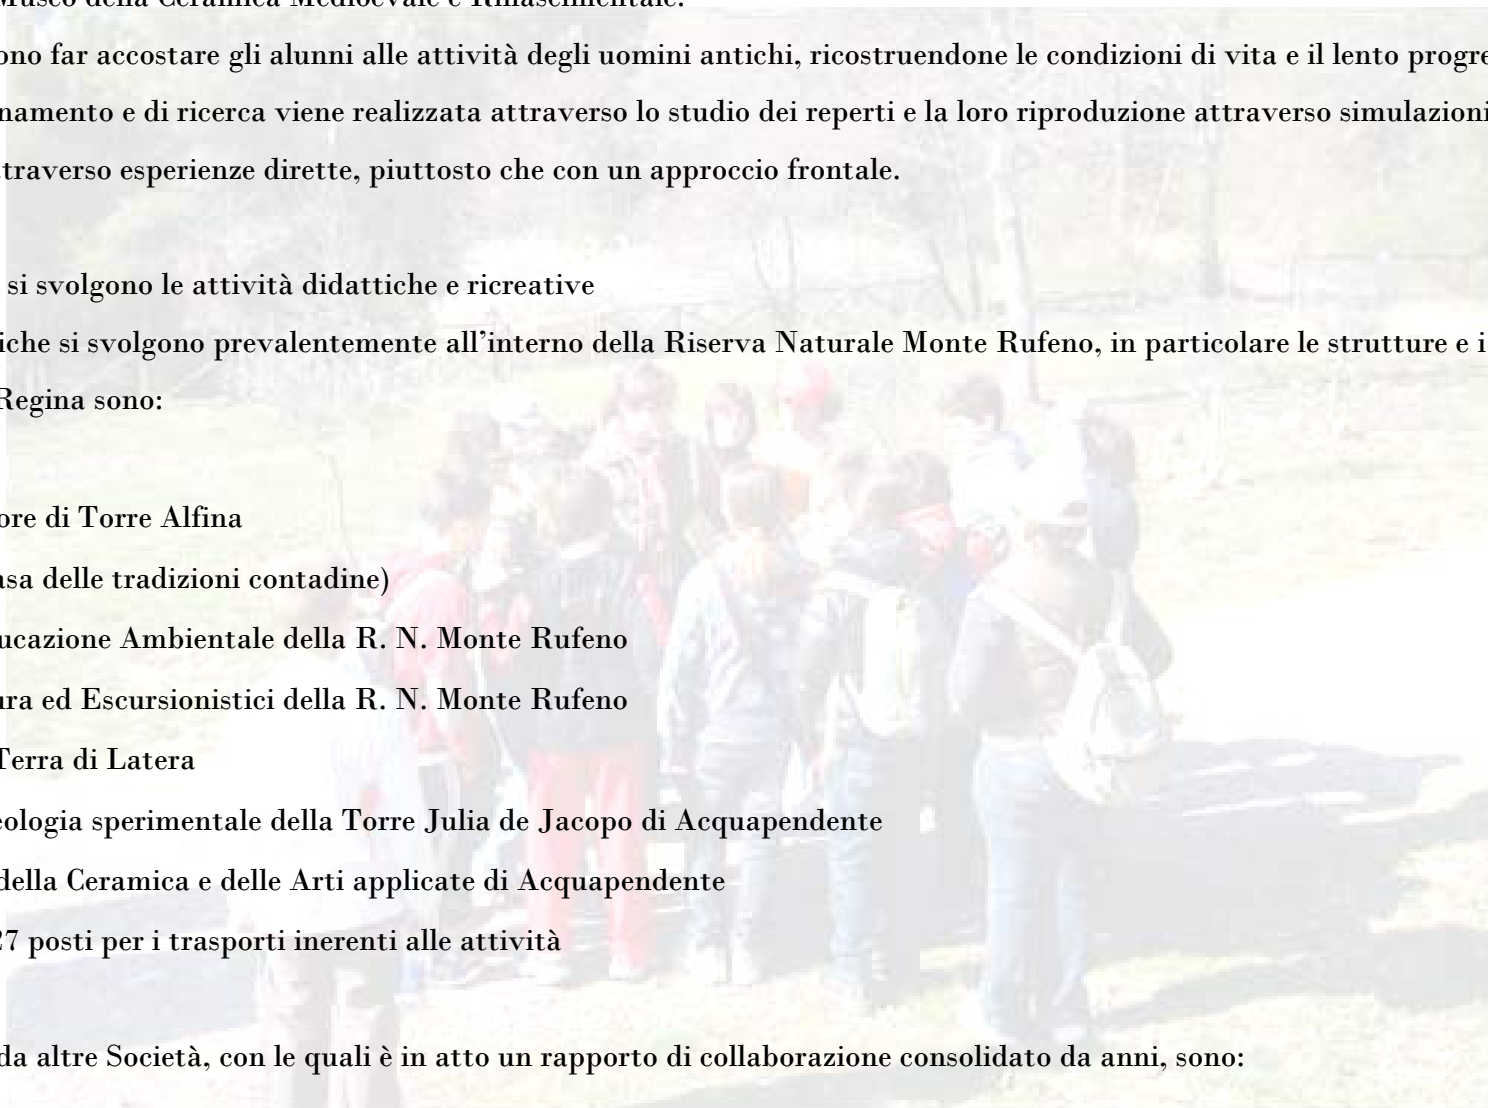 Museo della Ceramica Medioevale e Rinascimentale.
ono far accostare gli alunni alle attività degli uomini antichi, ricostruendone le condizioni di vita e il lento progre
namento e di ricerca viene realizzata attraverso lo studio dei reperti e la loro riproduzione attraverso simulazioni
ttraverso esperienze dirette, piuttosto che con un approccio frontale.
si svolgono le attività didattiche e ricreative
iche si svolgono prevalentemente all’interno della Riserva Naturale Monte Rufeno, in particolare le strutture e i
Regina sono:
ore di Torre Alfina
asa delle tradizioni contadine)
ucazione Ambientale della R. N. Monte Rufeno
ura ed Escursionistici della R. N. Monte Rufeno
Terra di Latera
eologia sperimentale della Torre Julia de Jacopo di Acquapendente
della Ceramica e delle Arti applicate di Acquapendente
27 posti per i trasporti inerenti alle attività
da altre Società, con le quali è in atto un rapporto di collaborazione consolidato da anni, sono: